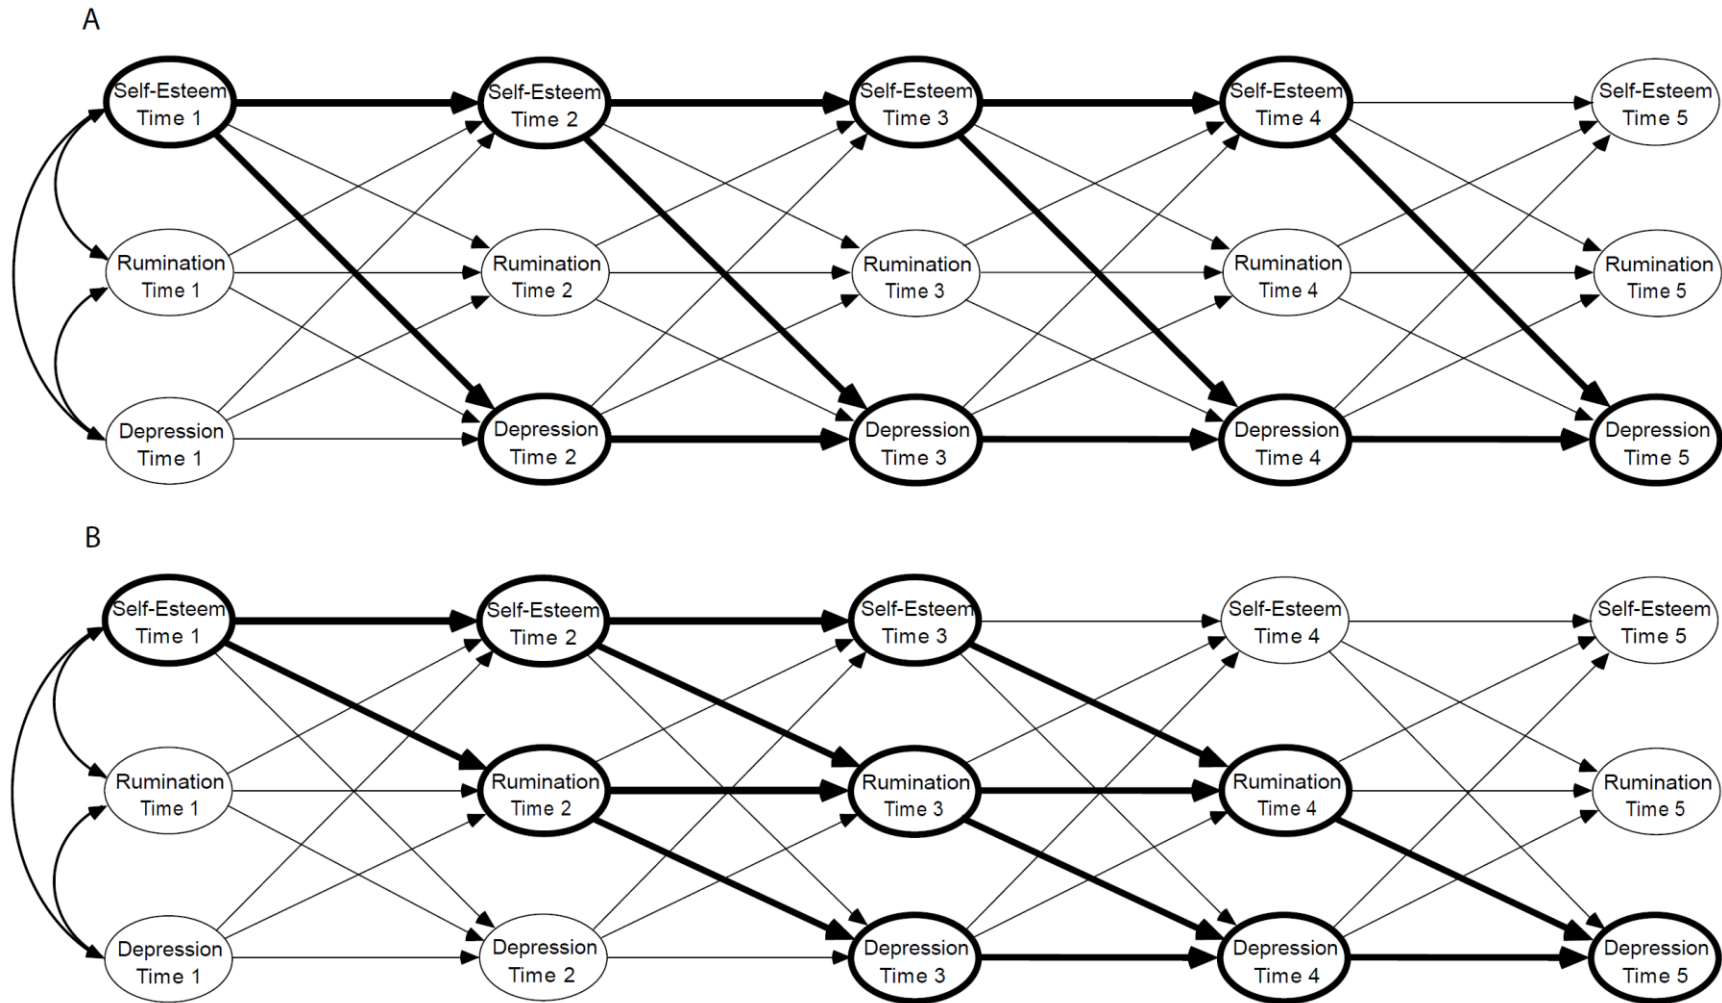 A
Self-Esteem
Time 1
Self-Esteem
Time 2
Self-Esteem
Time 3
Self-Esteem
Time 4
Self-Esteem
Time 5
Rumination
Time 1
Rumination
Time 2
Rumination
Time 3
Rumination
Time 4
Rumination
Time 5
Depression
Time 1
Depression
Time 2
Depression
Time 3
Depression
Time 4
Depression
Time 5
B
Self-Esteem
Time 1
Self-Esteem
Time 2
Self-Esteem
Time 3
Self-Esteem
Time 4
Self-Esteem
Time 5
Rumination
Time 1
Rumination
Time 2
Rumination
Time 3
Rumination
Time 4
Rumination
Time 5
Depression
Time 1
Depression
Time 2
Depression
Time 3
Depression
Time 4
Depression
Time 5